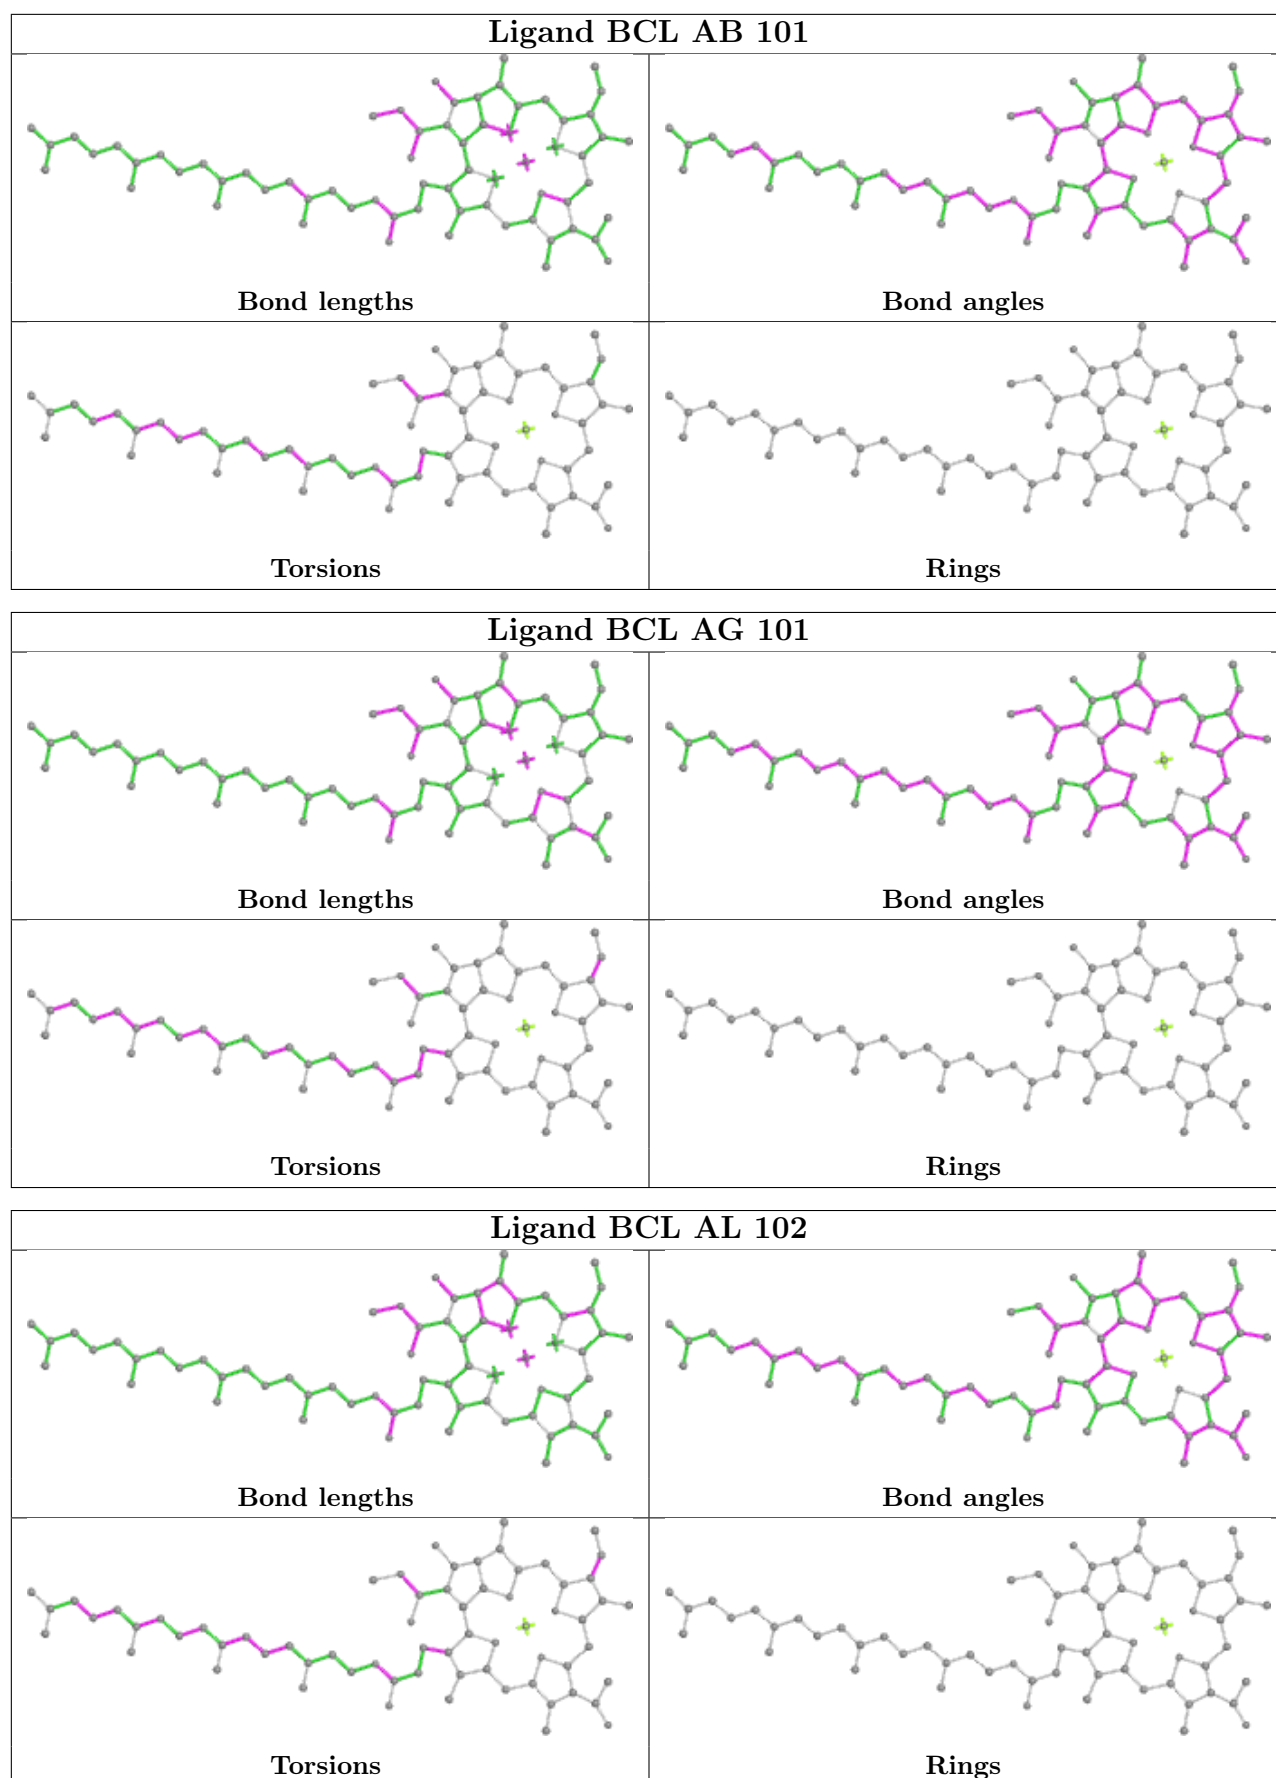 Ligand BCL AB 101
Bond lengths
Bond angles
Torsions
Rings
Ligand BCL AG 101
Bond lengths
Bond angles
Torsions
Rings
Ligand BCL AL 102
Bond lengths
Bond angles
Torsions
Rings